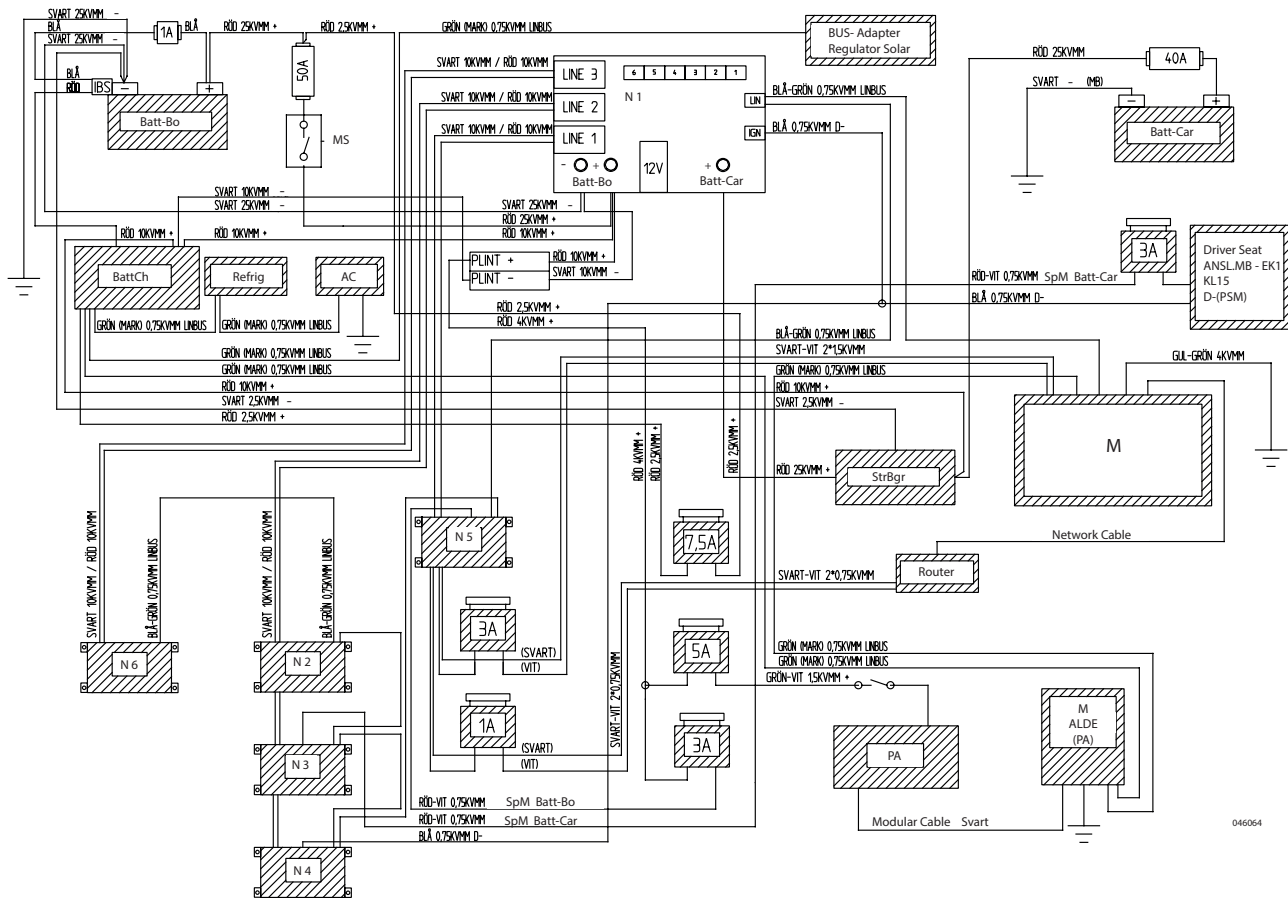 SVART 25KVMM -
BLÅ
SVART 25KVMM -
1A
BLÅ
RÖD 25KVMM +
RÖD 2,5KVMM +
GRÖN (MARK) 0,75KVMM LINBUS
BUS- Adapter
Regulator Solar
RÖD 25KVMM
40A
SVART - (MB)
- +
Batt-Car
BLÅ
RÖD
IBS
- +
Batt-Bo
50A
MS
SVART 10KVMM / RÖD 10KVMM
LINE 3
SVART 10KVMM / RÖD 10KVMM
LINE 2
SVART 10KVMM / RÖD 10KVMM
LINE 1
6 5 4 3 2 1
N 1
LIN
IGN
BLÅ-GRÖN 0,75KVMM LINBUS
BLÅ 0,75KVMM D-
- + 
Batt-Bo
12V
+
Batt-Car
SVART 10KVMM -
SVART 25KVMM -
SVART 25KVMM -
RÖD 25KVMM +
RÖD 10KVMM +
RÖD 10KVMM +
RÖD 10KVMM +
BattCh
Refrig
AC
PLINT +
PLINT -
RÖD 10KVMM +
SVART 10KVMM -
3A
Driver Seat
ANSL.MB - EK1
KL15
D-(PSM)
RÖD-VIT 0,75KVMM SpM Batt-Car
BLÅ 0,75KVMM D-
RÖD 2,5KVMM +
RÖD 4KVMM +
GRÖN (MARK) 0,75KVMM LINBUS
GRÖN (MARK) 0,75KVMM LINBUS
GRÖN (MARK) 0,75KVMM LINBUS
GRÖN (MARK) 0,75KVMM LINBUS
RÖD 10KVMM +
SVART 2,5KVMM -
RÖD 2,5KVMM +
BLÅ-GRÖN 0,75KVMM LINBUS
SVART-VIT 2*1,5KVMM
GRÖN (MARK) 0,75KVMM LINBUS
RÖD 10KVMM +
SVART 2,5KVMM -
GUL-GRÖN 4KVMM
M
RÖD 4KVMM +
RÖD 2,5KVMM +
RÖD 2,5KVMM +
RÖD 25KVMM +
StrBgr
N 5
7,5A
Network Cable
SVART-VIT 2*0,75KVMM
Router
SVART 10KVMM / RÖD 10KVMM
BLÅ-GRÖN 0,75KVMM LINBUS
SVART 10KVMM / RÖD 10KVMM
BLÅ-GRÖN 0,75KVMM LINBUS
N 6
N 2
3A
(SVART)
(VIT)
SVART-VIT 2*0,75KVMM
5A
GRÖN (MARK) 0,75KVMM LINBUS
GRÖN (MARK) 0,75KVMM LINBUS
GRÖN-VIT 1,5KVMM +
N 3
1A
(SVART)
(VIT)
3A
PA
M
ALDE
(PA)
RÖD-VIT 0,75KVMM SpM Batt-Bo
RÖD-VIT 0,75KVMM SpM Batt-Car
BLÅ 0,75KVMM D-
Modular Cable Svart
N 4
046064